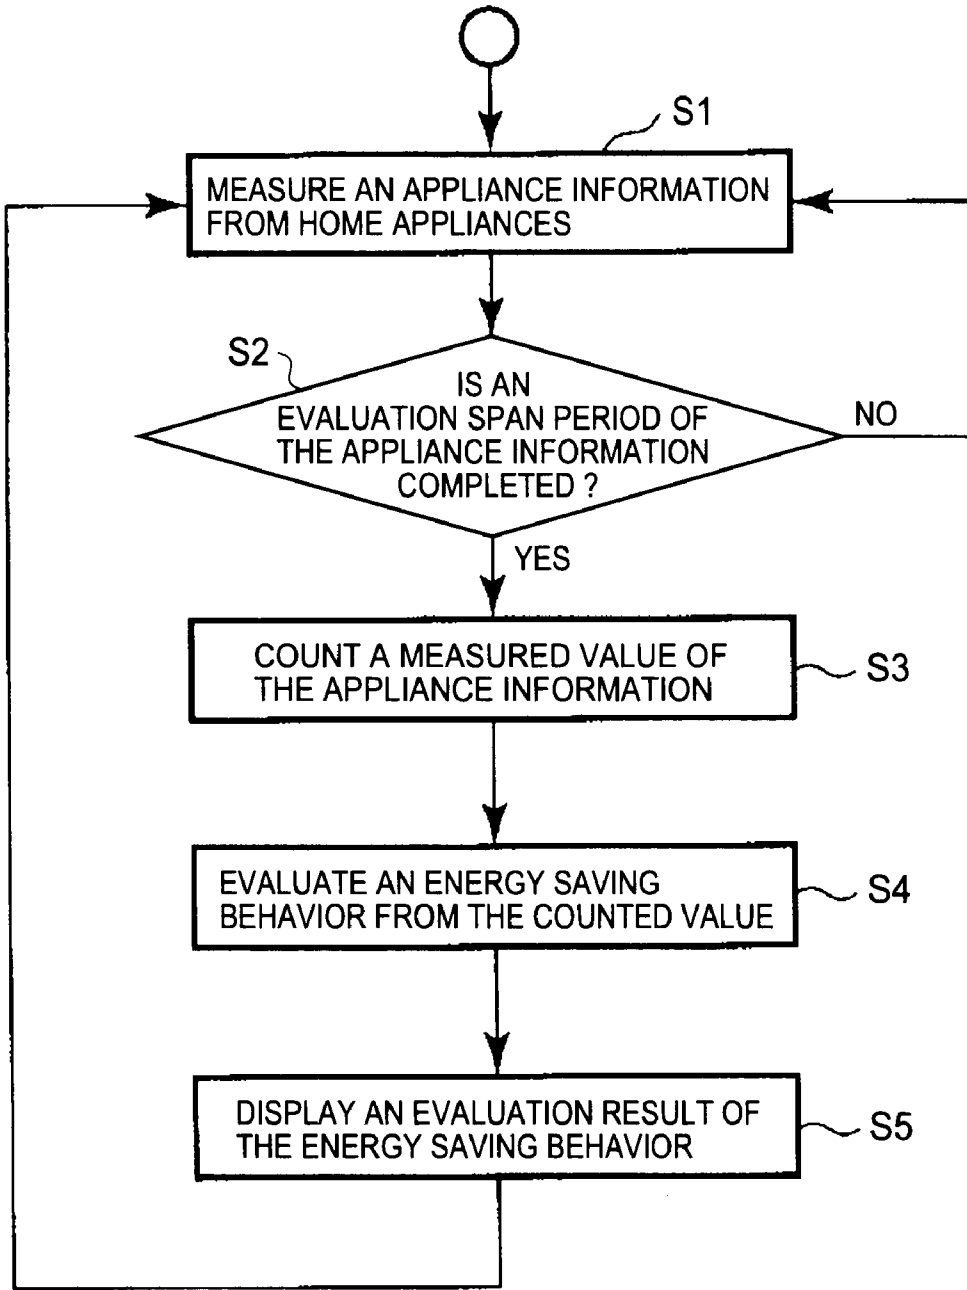 S1
MEASURE AN APPLIANCE INFORMATION
FROM HOME APPLIANCES
S2
IS AN
EVALUATION SPAN PERIOD OF
THE APPLIANCE INFORMATION
COMPLETED ?
NO
YES
COUNT A MEASURED VALUE OF
THE APPLIANCE INFORMATION
S3
EVALUATE AN ENERGY SAVING
BEHAVIOR FROM THE COUNTED VALUE
S4
DISPLAY AN EVALUATION RESULT OF
THE ENERGY SAVING BEHAVIOR
S5